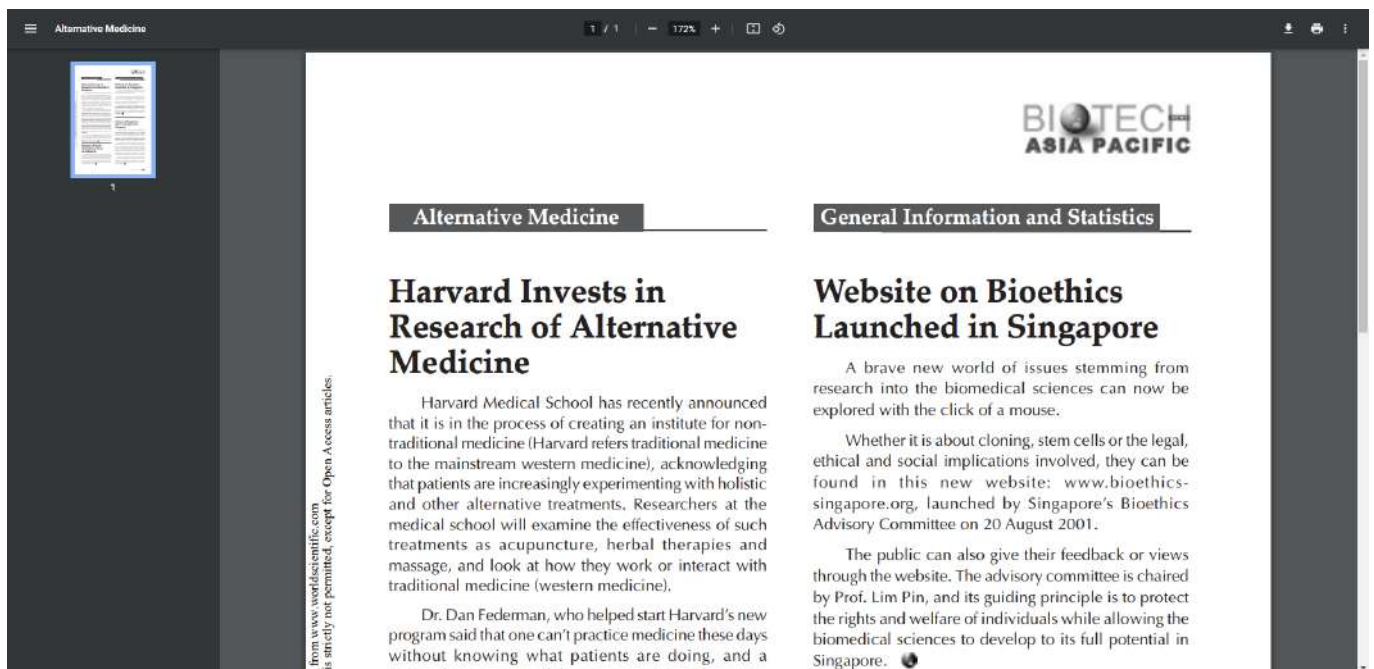 Alternative Medicine
1 / 1
172%
1
BIOTECH
ASIA PACIFIC
Alternative Medicine
Harvard Invests in
Research of Alternative
Medicine
Harvard Medical School has recently announced
that it is in the process of creating an institute for non-
traditional medicine (Harvard refers traditional medicine
to the mainstream western medicine), acknowledging
that patients are increasingly experimenting with holistic
and other alternative treatments. Researchers at the
medical school will examine the effectiveness of such
treatments as acupuncture, herbal therapies and
massage, and look at how they work or interact with
traditional medicine (western medicine).
Dr. Dan Federman, who helped start Harvard's new
program said that one can't practice medicine these days
without knowing what patients are doing, and a
General Information and Statistics
Website on Bioethics
Launched in Singapore
A brave new world of issues stemming from
research into the biomedical sciences can now be
explored with the click of a mouse.
Whether it is about cloning, stem cells or the legal,
ethical and social implications involved, they can be
found in this new website: www.bioethics-
singapore.org, launched by Singapore's Bioethics
Advisory Committee on 20 August 2001.
The public can also give their feedback or views
through the website. The advisory committee is chaired
by Prof. Lim Pin, and its guiding principle is to protect
the rights and welfare of individuals while allowing the
biomedical sciences to develop to its full potential in
Singapore.
from www.worldscientific.com
is strictly not permitted, except for Open Access articles.